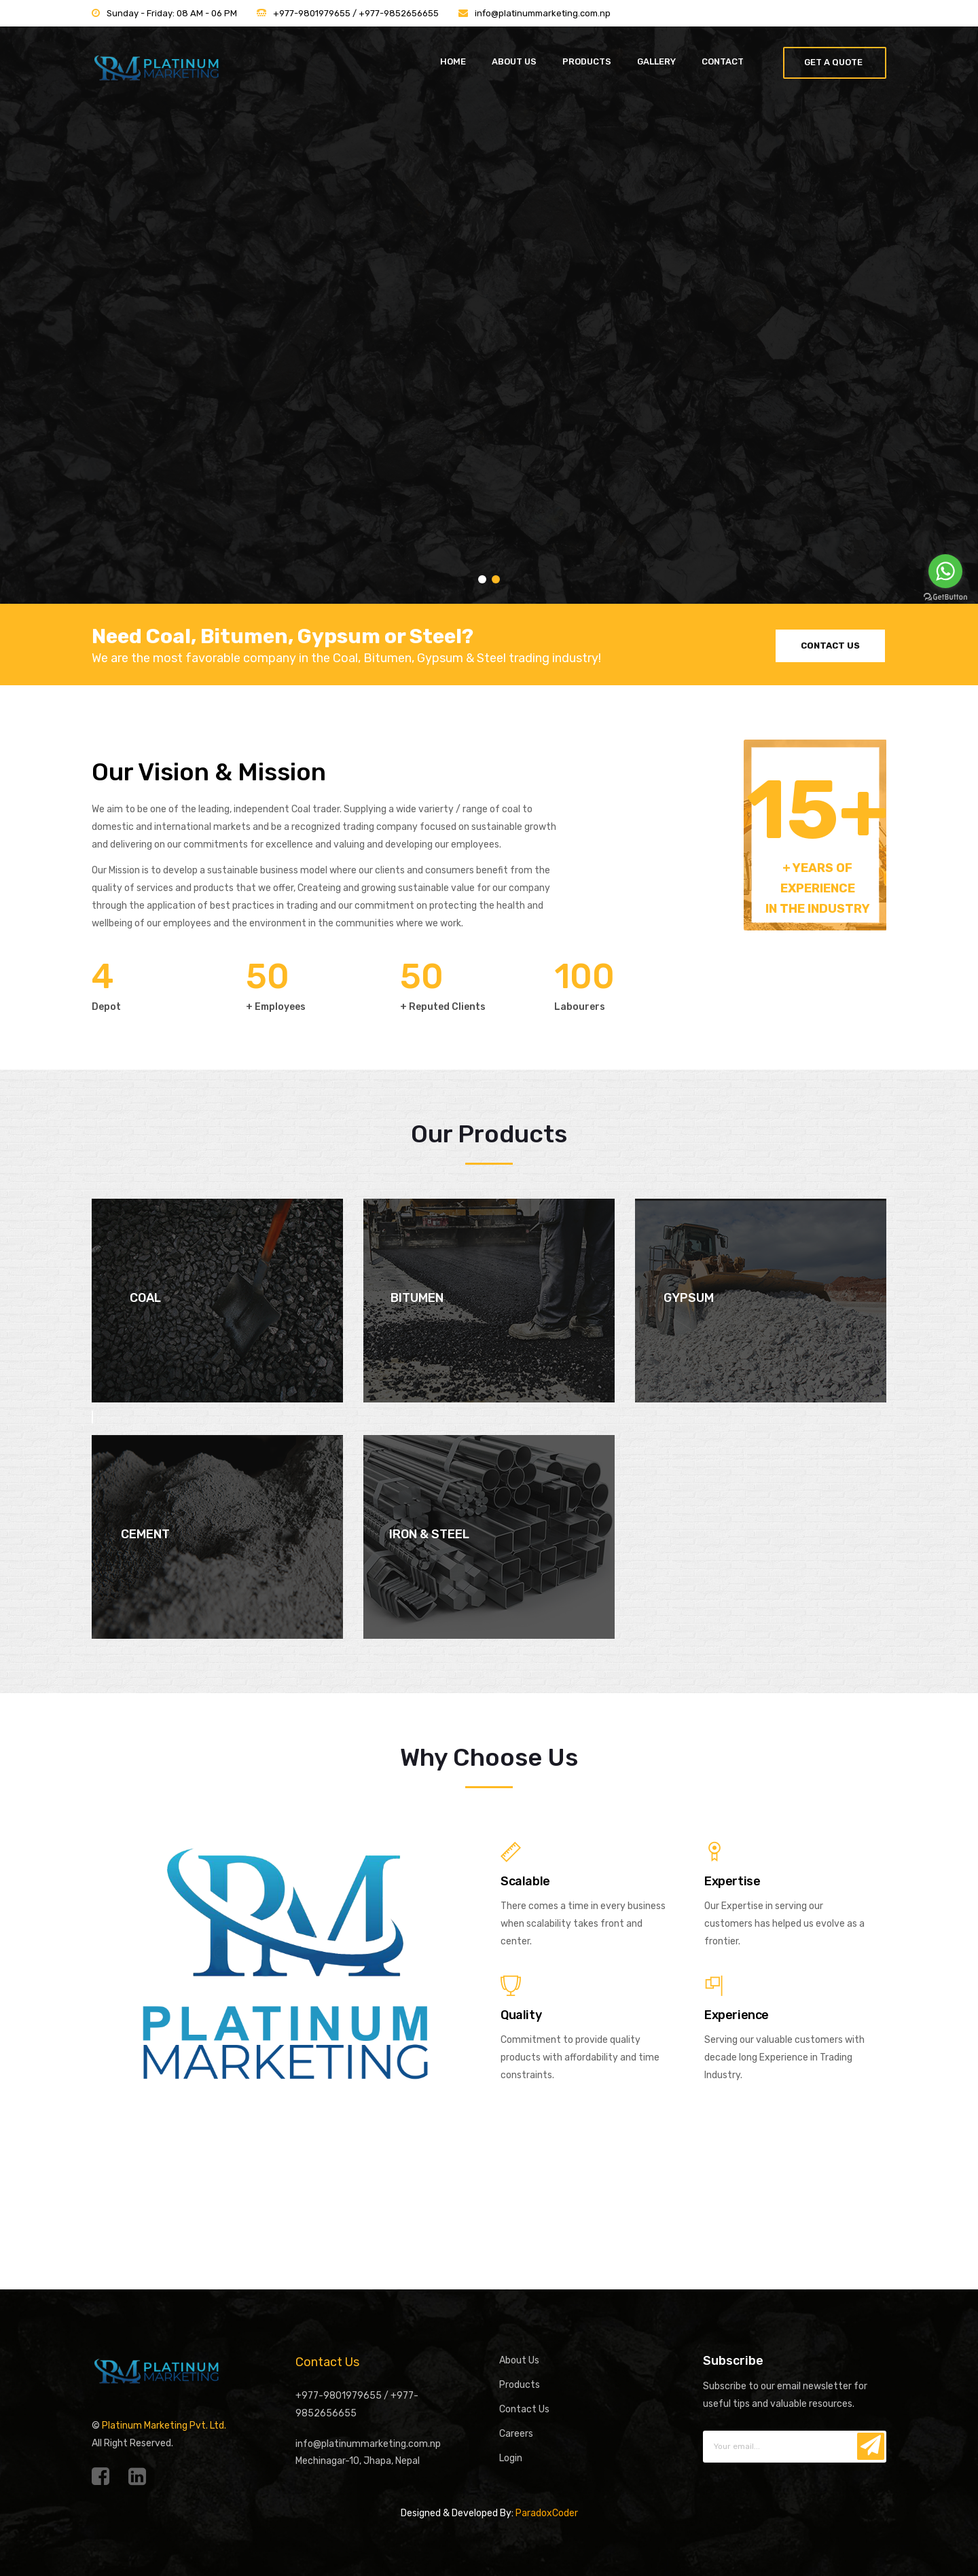 Sunday - Friday: 08 AM - 06 PM
+977-9801979655 / +977-9852656655
info@platinummarketing.com.np
PLATINUM
MARKETING
HOME
ABOUT US
PRODUCTS
GALLERY
CONTACT
GET A QUOTE
GetButton
Need Coal, Bitumen, Gypsum or Steel?
We are the most favorable company in the Coal, Bitumen, Gypsum & Steel trading industry!
CONTACT US
Our Vision & Mission
We aim to be one of the leading, independent Coal trader. Supplying a wide varierty / range of coal to
domestic and international markets and be a recognized trading company focused on sustainable growth
and delivering on our commitments for excellence and valuing and developing our employees.
Our Mission is to develop a sustainable business model where our clients and consumers benefit from the
quality of services and products that we offer, Createing and growing sustainable value for our company
through the application of best practices in trading and our commitment on protecting the health and
wellbeing of our employees and the environment in the communities where we work.
15+
+ YEARS OF
EXPERIENCE
IN THE INDUSTRY
4
Depot
50
+ Employees
50
+ Reputed Clients
100
Labourers
Our Products
COAL
BITUMEN
GYPSUM
CEMENT
IRON & STEEL
Why Choose Us
PM
PLATINUM
MARKETING
Scalable
There comes a time in every business
when scalability takes front and
center.
Expertise
Our Expertise in serving our
customers has helped us evolve as a
frontier.
Quality
Commitment to provide quality
products with affordability and time
constraints.
Experience
Serving our valuable customers with
decade long Experience in Trading
Industry.
PLATINUM
MARKETING
© Platinum Marketing Pvt. Ltd.
All Right Reserved.
Contact Us
+977-9801979655 / +977-
9852656655
info@platinummarketing.com.np
Mechinagar-10, Jhapa, Nepal
About Us
Products
Contact Us
Careers
Login
Subscribe
Subscribe to our email newsletter for
useful tips and valuable resources.
Your email...
Designed & Developed By: ParadoxCoder